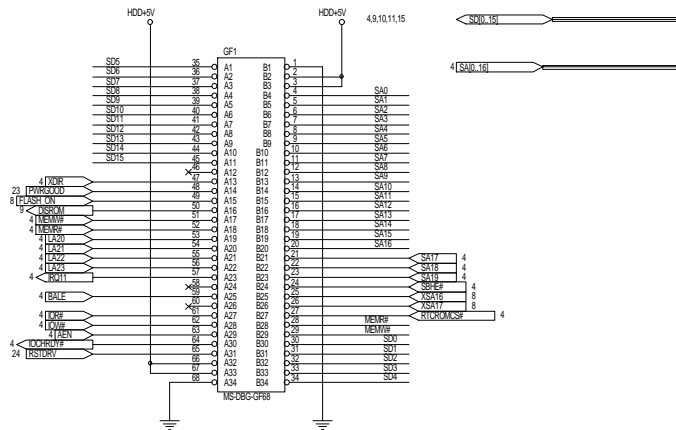 HDD+5V HDD+5V 4,9,10,11,15 SD[0..15]
4 SA[0..16]
GF1
SD5 35 A1 B1 1
SD6 36 A2 B2 2
SD7 37 A3 B3 3
SD8 38 A4 B4 4 SA0
SD9 39 A5 B5 5 SA1
SD10 40 A6 B6 6 SA2
SD11 41 A7 B7 7 SA3
SD12 42 A8 B8 8 SA4
SD13 43 A9 B9 9 SA5
SD14 44 A10 B10 10 SA6
SD15 45 A11 B11 11 SA7
46 A12 B12 12 SA8
4 XDIR 47 A13 B13 13 SA9
23 PWRGOOD 48 A14 B14 14 SA10
8 FLASH_ON 49 A15 B15 15 SA11
9 DISROM 50 A16 B16 16 SA12
4 MEMW# 51 A17 B17 17 SA13
4 MEMR# 52 A18 B18 18 SA14
4 LA20 53 A19 B19 19 SA15
4 LA21 54 A20 B20 20 SA16
4 LA22 55 A21 B21 21 SA17 4
4 LA23 56 A22 B22 22 SA18 4
4 IRQ11 57 A23 B23 23 SA19 4
58 A24 B24 24 SBHE# 4
4 BALE 59 A25 B25 25 XSA16 8
60 A26 B26 26 XSA17 8
4 IOR# 61 A27 B27 27 RTCROMCS# 4
4 IOW# 62 A28 B28 28 MEMR#
4 AEN 63 A29 B29 29 MEMW#
4 IOCHRDY# 64 A30 B30 30 SD0
24 RSTDRV 65 A31 B31 31 SD1
66 A32 B32 32 SD2
67 A33 B33 33 SD3
68 A34 B34 34 SD4
MS-DBG-GF68